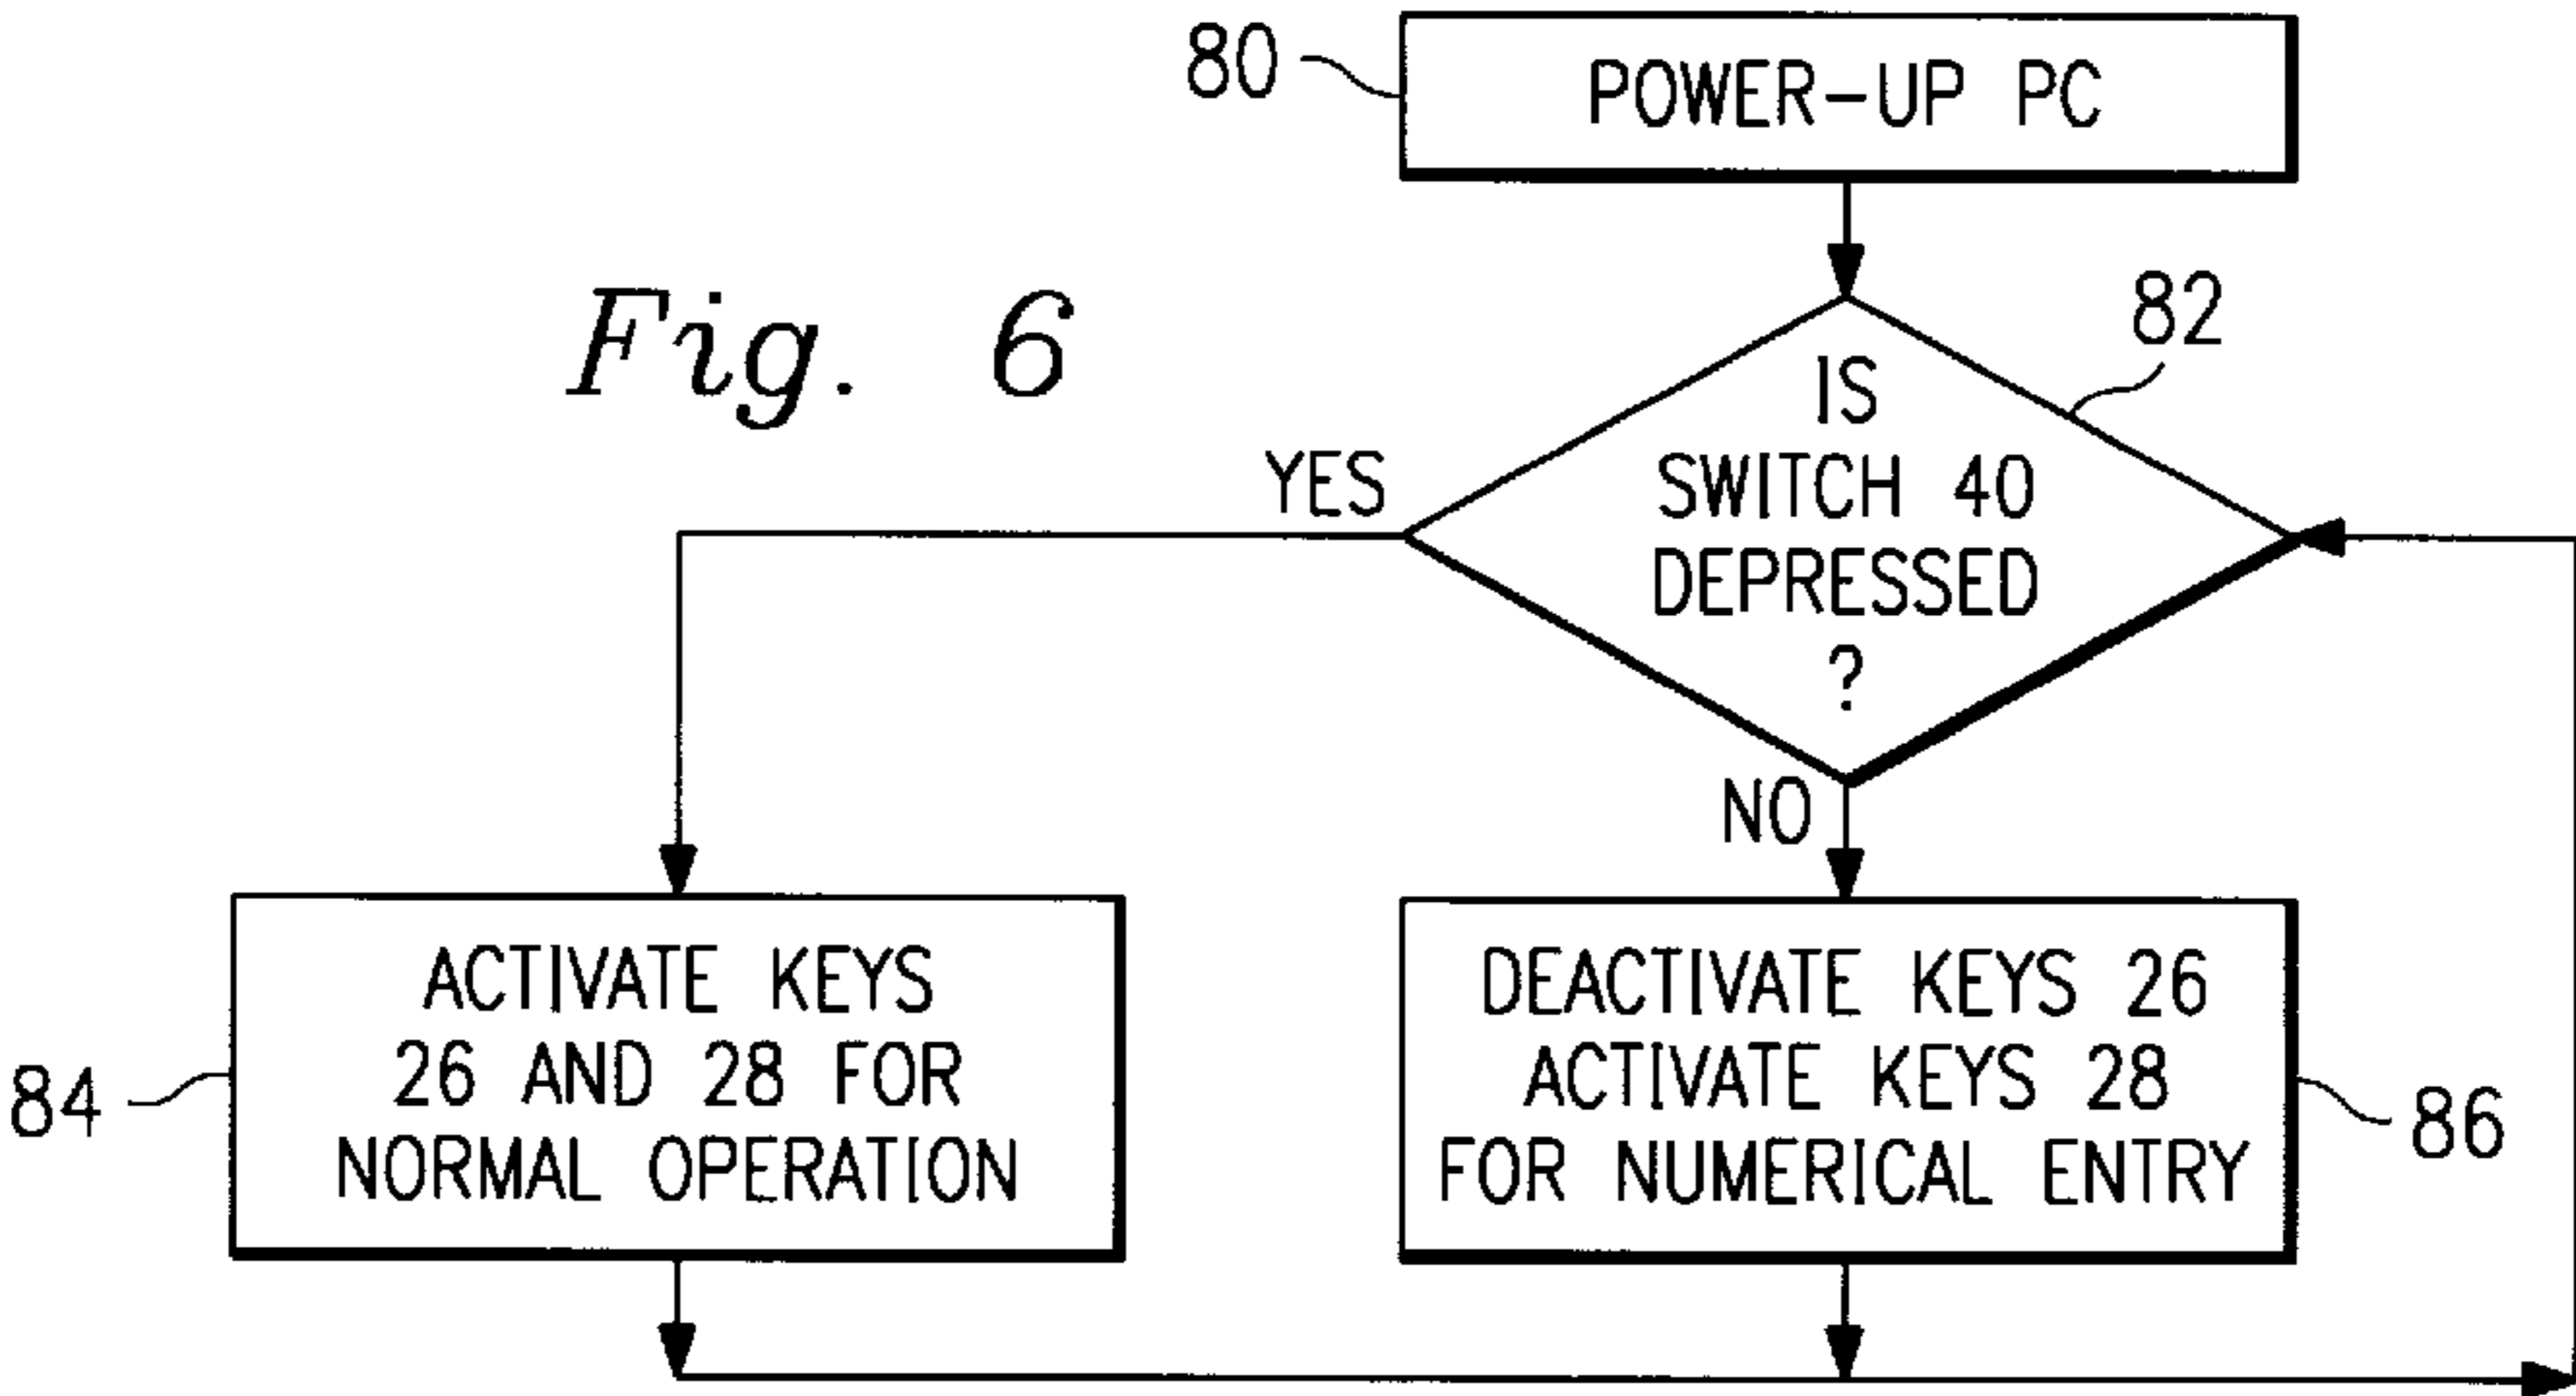 80
POWER-UP PC
Fig. 6
82
IS
SWITCH 40
DEPRESSED
?
YES
NO
84
ACTIVATE KEYS
26 AND 28 FOR
NORMAL OPERATION
DEACTIVATE KEYS 26
ACTIVATE KEYS 28
FOR NUMERICAL ENTRY
86